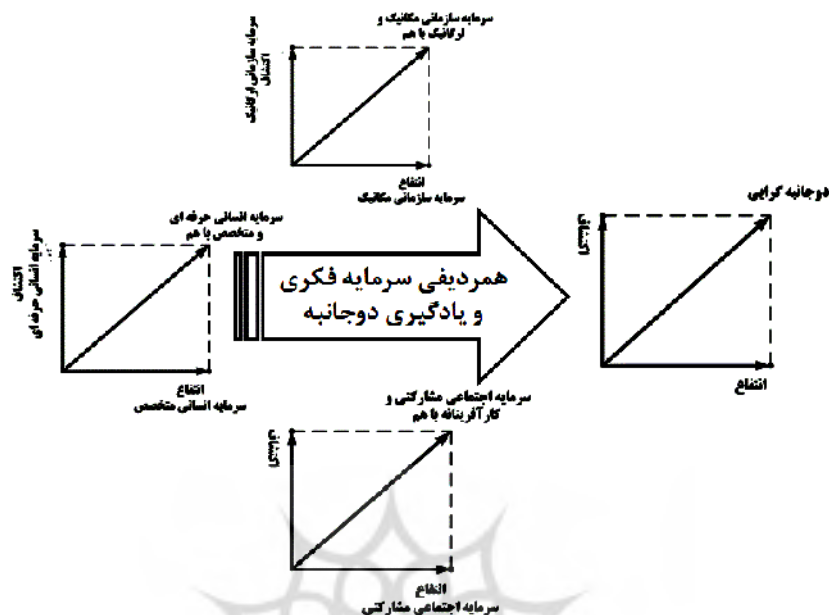 سرمایه سازمانی مکانیک و
ارگانیک با هم
اکتشاف
سرمایه سازمانی ارگانیک
انتفاع
سرمایه سازمانی مکانیک
سرمایه انسانی حرفه ای
و متخصص با هم
اکتشاف
سرمایه انسانی حرفه ای
انتفاع
سرمایه انسانی متخصص
همردیفی سرمایه فکری
و یادگیری دوجانبه
دوجانبه گرایی
اکتشاف
انتفاع
سرمایه اجتماعی مشارکتی و
کارآفرینانه با هم
اکتشاف
انتفاع
سرمایه اجتماعی مشارکتی